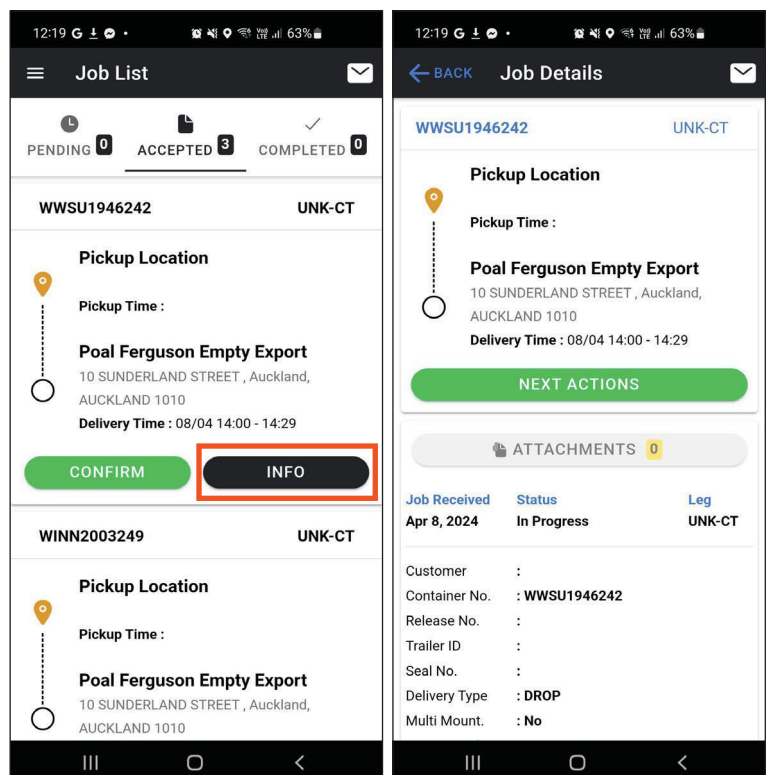 12:19 G 63%
Job List
PENDING 0 ACCEPTED 3 COMPLETED 0
WWSU1946242 UNK-CT
Pickup Location
Pickup Time :
Poal Ferguson Empty Export
10 SUNDERLAND STREET , Auckland,
AUCKLAND 1010
Delivery Time : 08/04 14:00 - 14:29
CONFIRM INFO
WINN2003249 UNK-CT
Pickup Location
Pickup Time :
Poal Ferguson Empty Export
10 SUNDERLAND STREET , Auckland,
AUCKLAND 1010
12:19 G 63%
BACK Job Details
WWSU1946242 UNK-CT
Pickup Location
Pickup Time :
Poal Ferguson Empty Export
10 SUNDERLAND STREET , Auckland,
AUCKLAND 1010
Delivery Time : 08/04 14:00 - 14:29
NEXT ACTIONS
ATTACHMENTS 0
Job Received Status Leg
Apr 8, 2024 In Progress UNK-CT
Customer :
Container No. : WWSU1946242
Release No. :
Trailer ID :
Seal No. :
Delivery Type : DROP
Multi Mount. : No